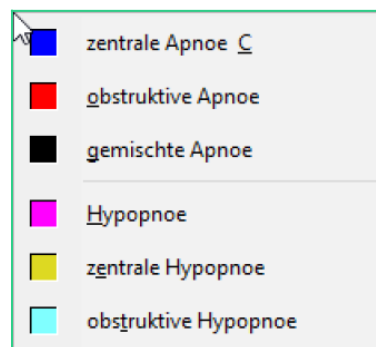 zentrale Apnoe C
obstruktive Apnoe
gemischte Apnoe
Hypopnoe
zentrale Hypopnoe
obstruktive Hypopnoe